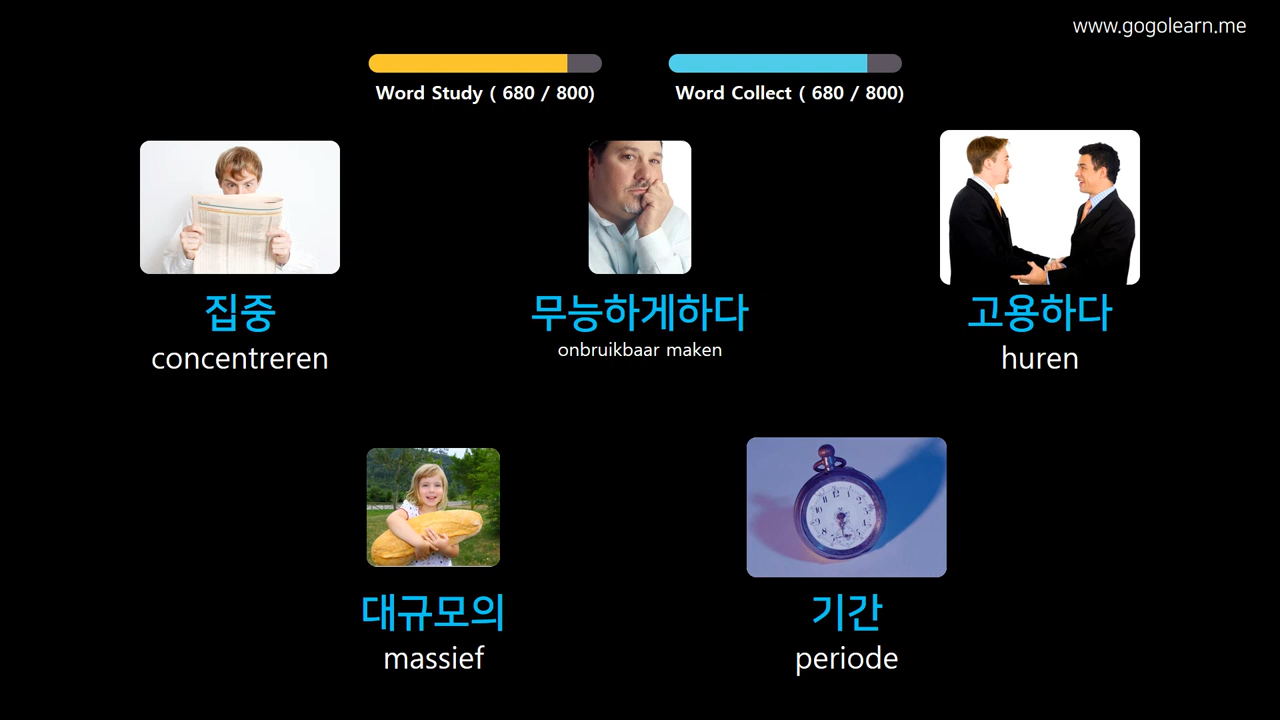 www.gogolearn.me
Word Study ( 680 / 800)
Word Collect ( 680 / 800)
집중
concentreren
무능하게하다
onbruikbaar maken
고용하다
huren
대규모의
massief
기간
periode